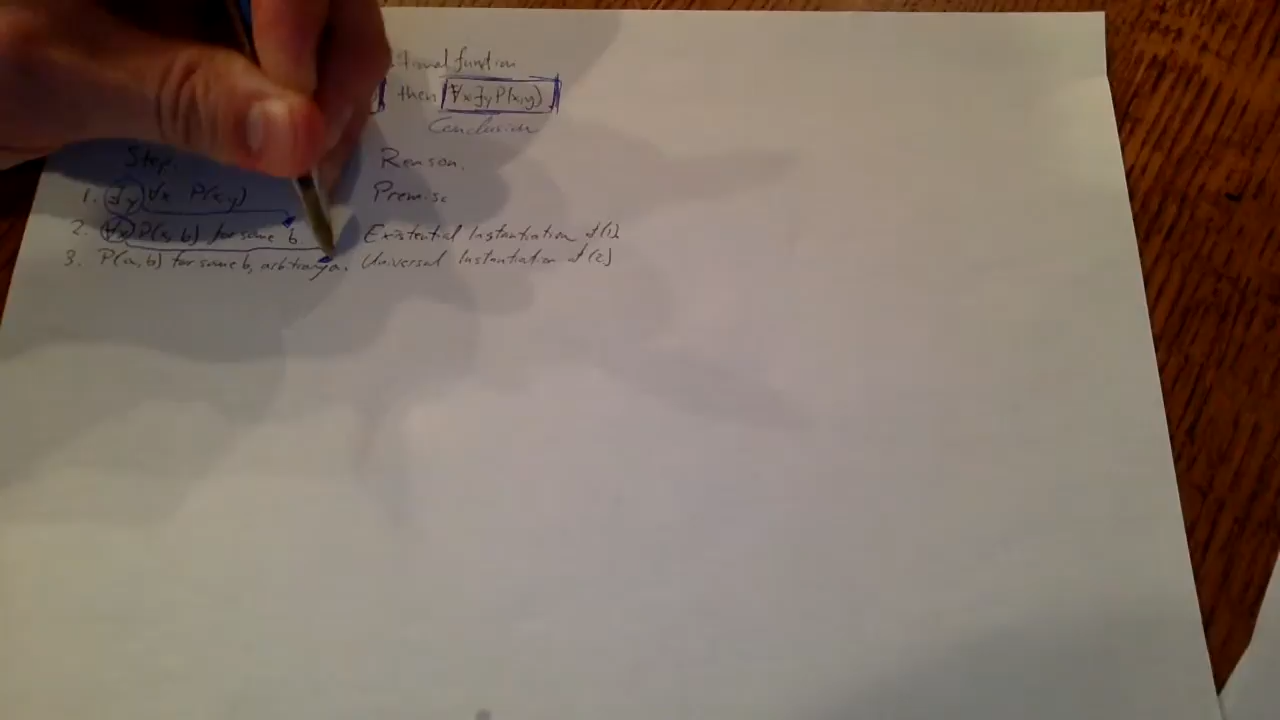 tional function
then ∀x∃y P(x,y)
Conclusion
Step. Reason.
1. ∃y ∀x P(x,y) Premise
2. ∀x P(x,b) for some b Existential Instantiation of (1)
3. P(a,b) for some b, arbitrary a. Universal Instantiation of (2)